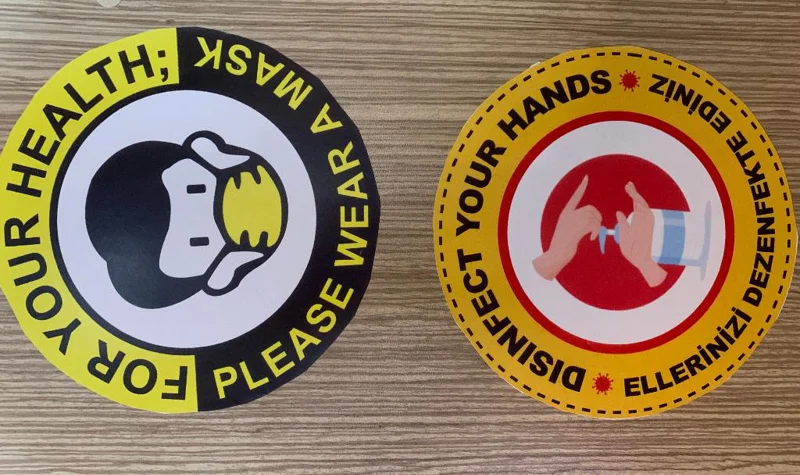 FOR YOUR HEALTH;
PLEASE WEAR A MASK
DISINFECT YOUR HANDS
ELLERİNİZİ DEZENFEKTE EDİNİZ